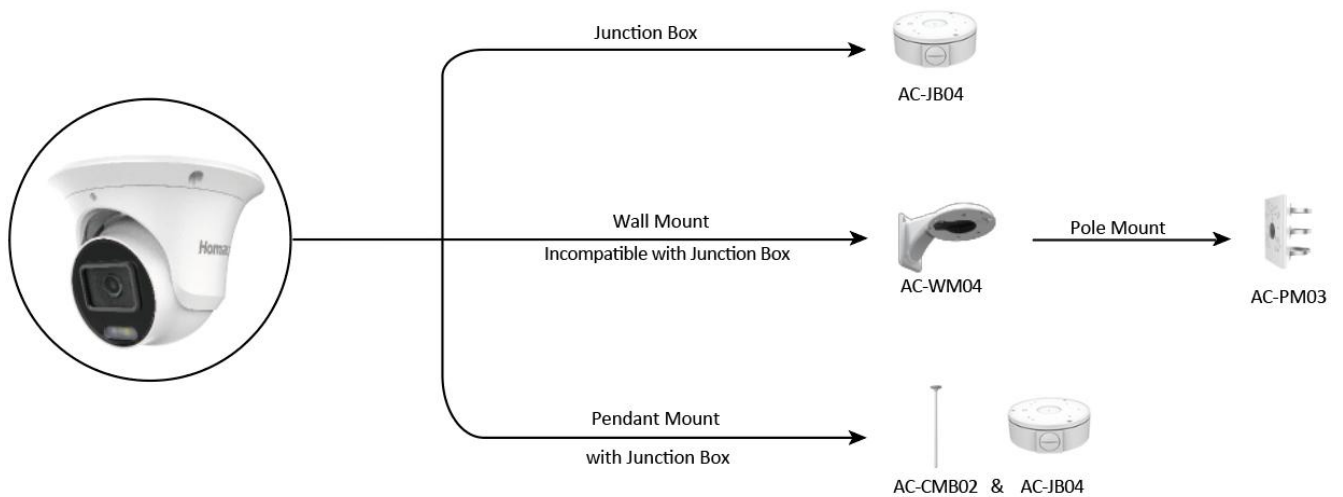 Junction Box
AC-JB04
Wall Mount
Incompatible with Junction Box
AC-WM04
Pole Mount
AC-PM03
Pendant Mount
with Junction Box
AC-CMB02 & AC-JB04